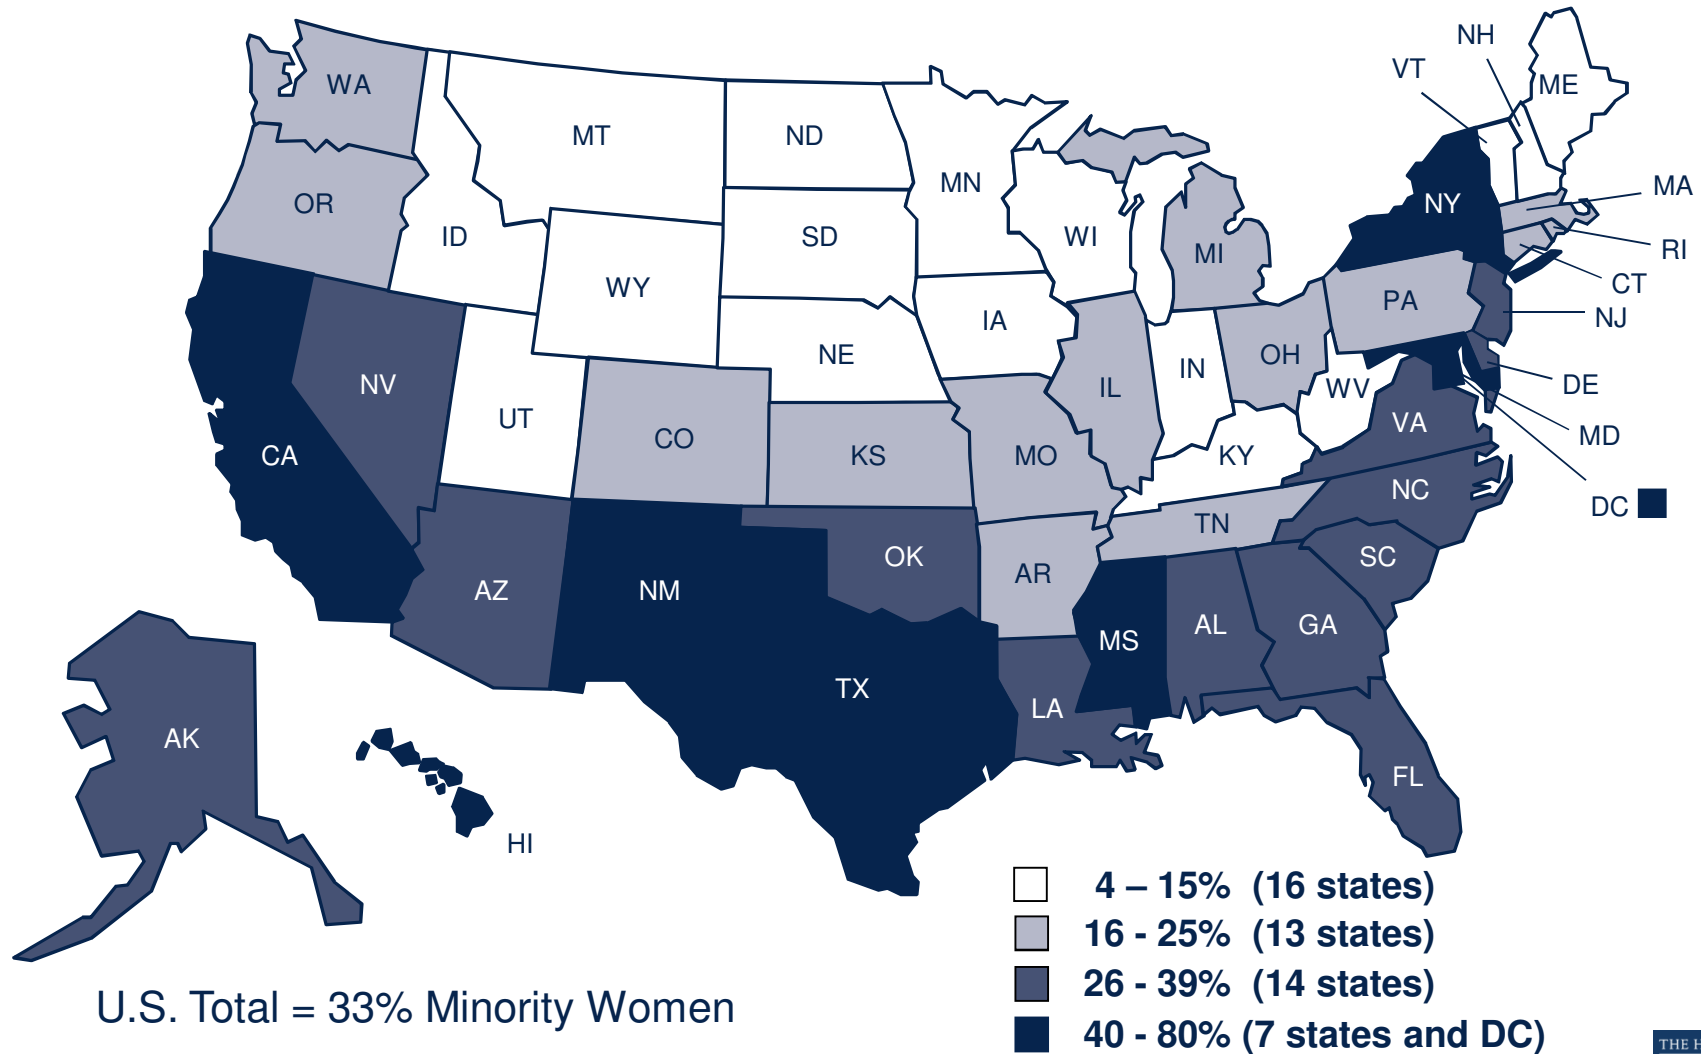 NH
VT
ME
WA
MT
ND
MN
OR
ID
SD
WI
MI
NY
MA
RI
CT
WY
IA
PA
NJ
NE
OH
IN
IL
WV
DE
NV
UT
CO
KS
MO
KY
VA
MD
CA
NC
DC
TN
OK
AR
SC
AZ
NM
MS
AL
GA
TX
LA
FL
AK
HI
4 – 15% (16 states)
16 - 25% (13 states)
26 - 39% (14 states)
40 - 80% (7 states and DC)
U.S. Total = 33% Minority Women
THE H